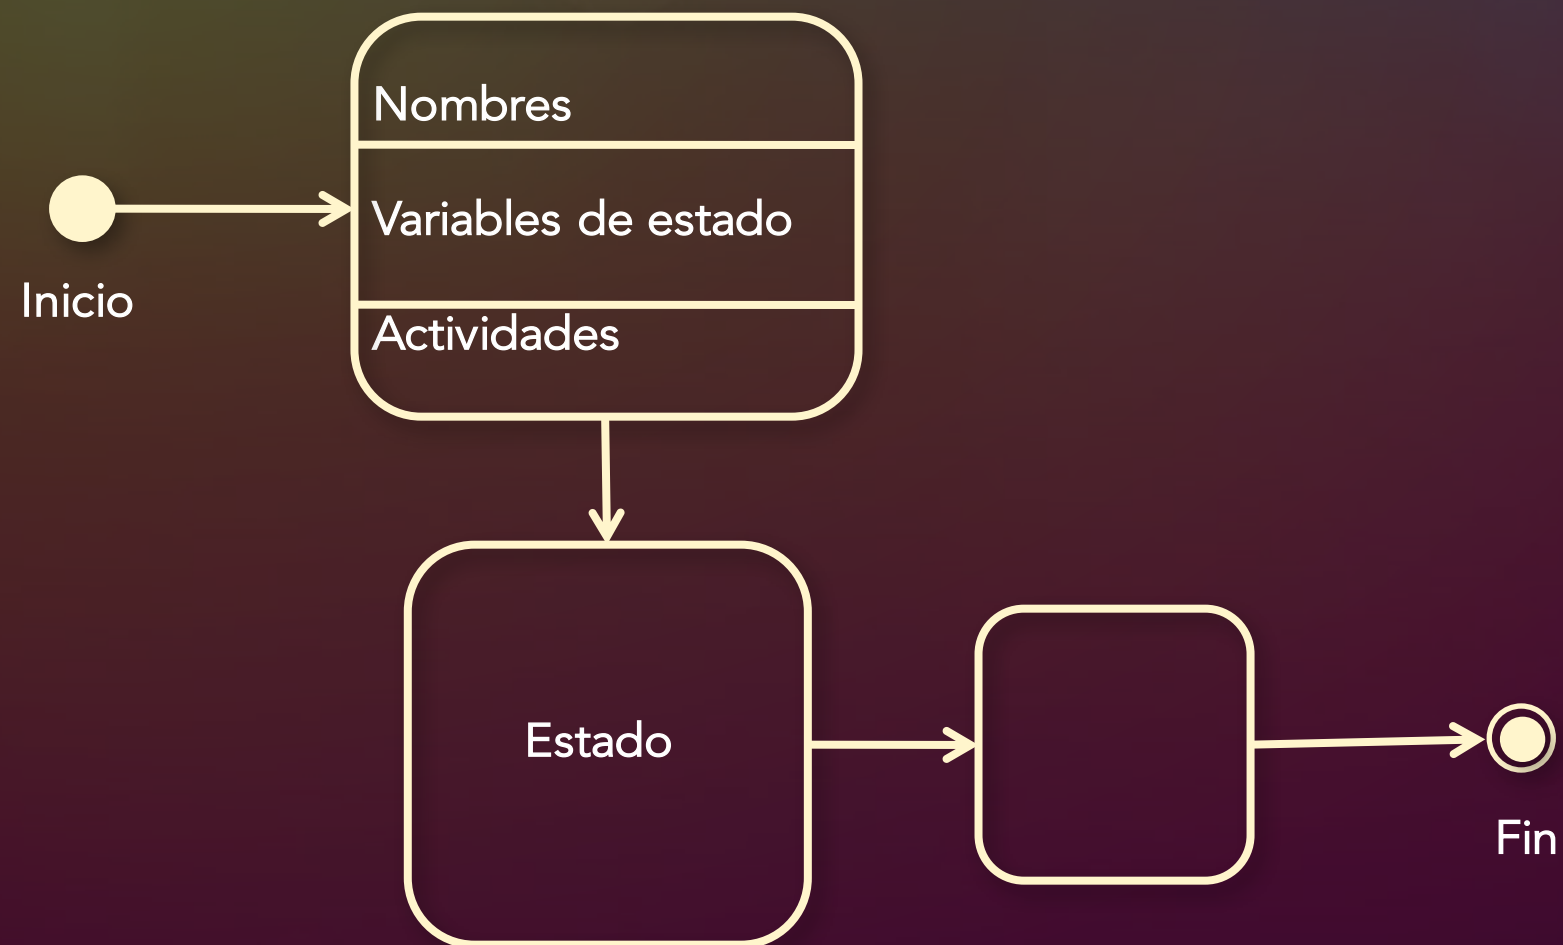 Nombres
Variables de estado
Inicio
Actividades
Estado
Fin